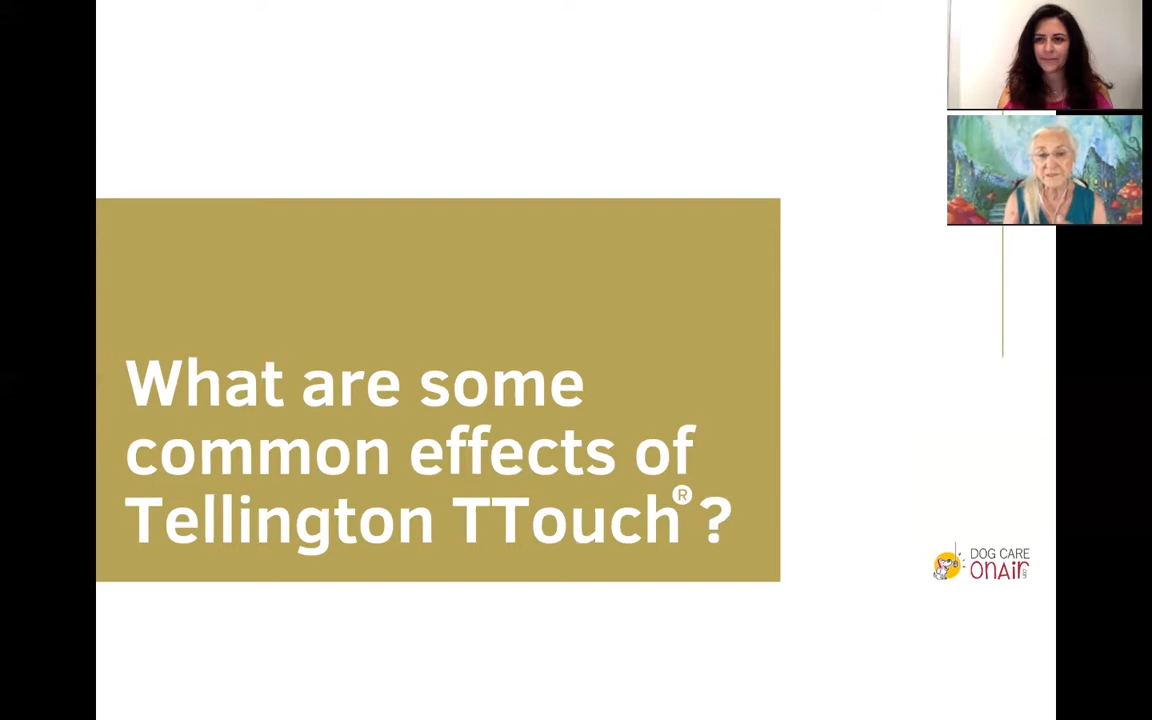 What are some
common effects of
Tellington TTouch®?
DOG CARE
ONAIR